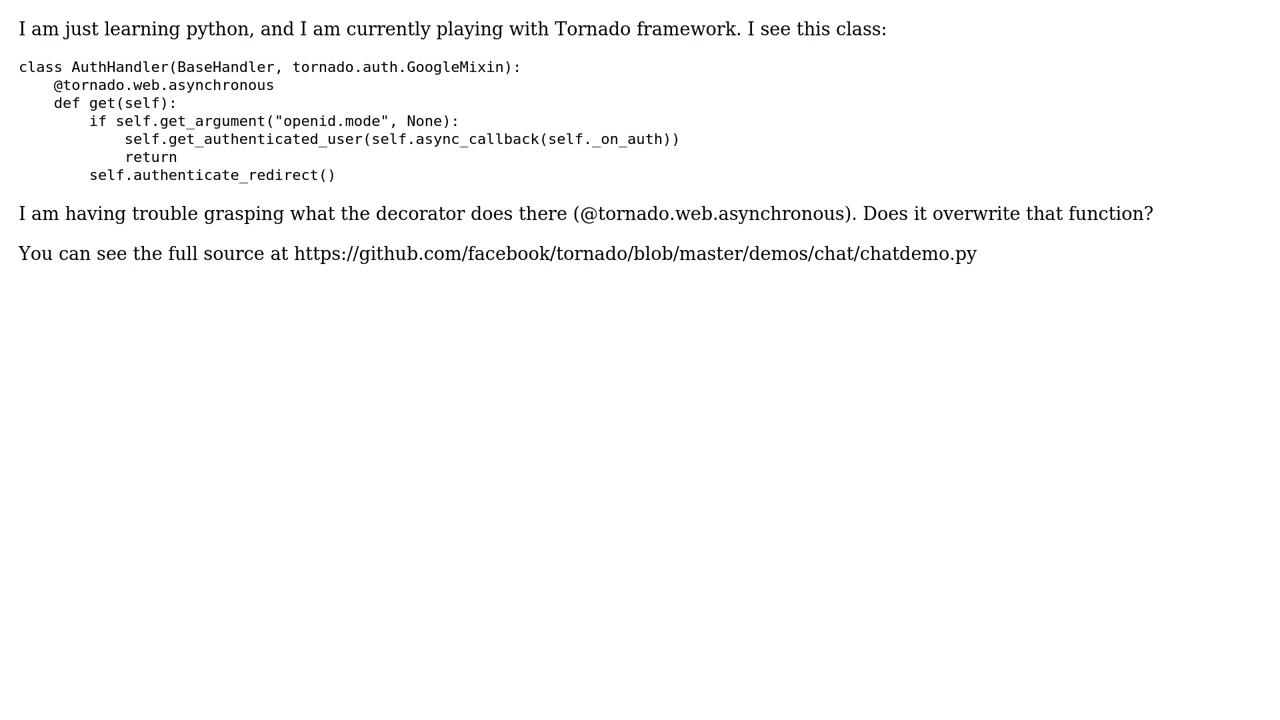 I am just learning python, and I am currently playing with Tornado framework. I see this class:
class AuthHandler(BaseHandler, tornado.auth.GoogleMixin):
    @tornado.web.asynchronous
    def get(self):
        if self.get_argument("openid.mode", None):
            self.get_authenticated_user(self.async_callback(self._on_auth))
            return
        self.authenticate_redirect()
I am having trouble grasping what the decorator does there (@tornado.web.asynchronous). Does it overwrite that function?
You can see the full source at https://github.com/facebook/tornado/blob/master/demos/chat/chatdemo.py